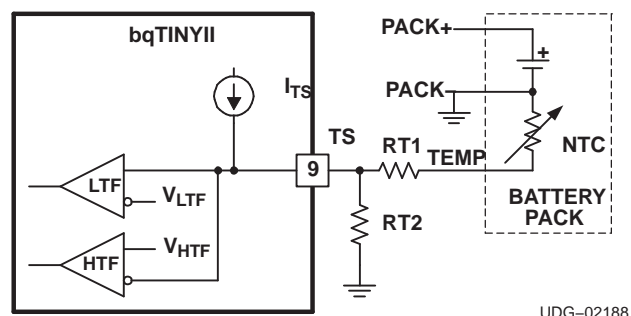 bqTINYII
PACK+
+
I_TS
PACK–
TS
RT1
TEMP
NTC
9
LTF
V_LTF
BATTERY
PACK
RT2
V_HTF
HTF
UDG–02188